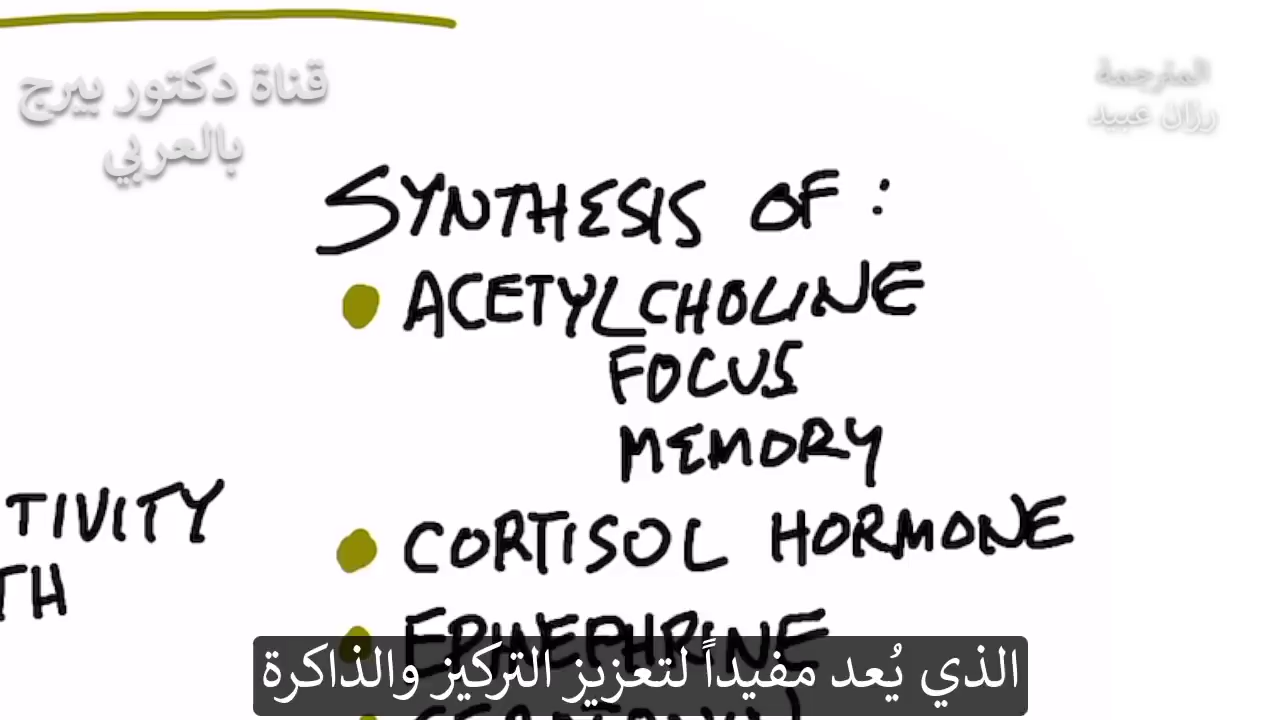 قناة دكتور بيرج
بالعربي
المترجمة
رزان عبيد
SYNTHESIS OF :
ACETYLCHOLINE
FOCUS
MEMORY
TIVITY
TH
CORTISOL HORMONE
EPINEPHRINE
الذي يُعد مفيداً لتعزيز التركيز والذاكرة